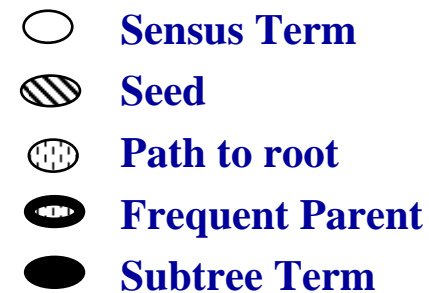 Sensus Term
Seed
Path to root
Frequent Parent
Subtree Term